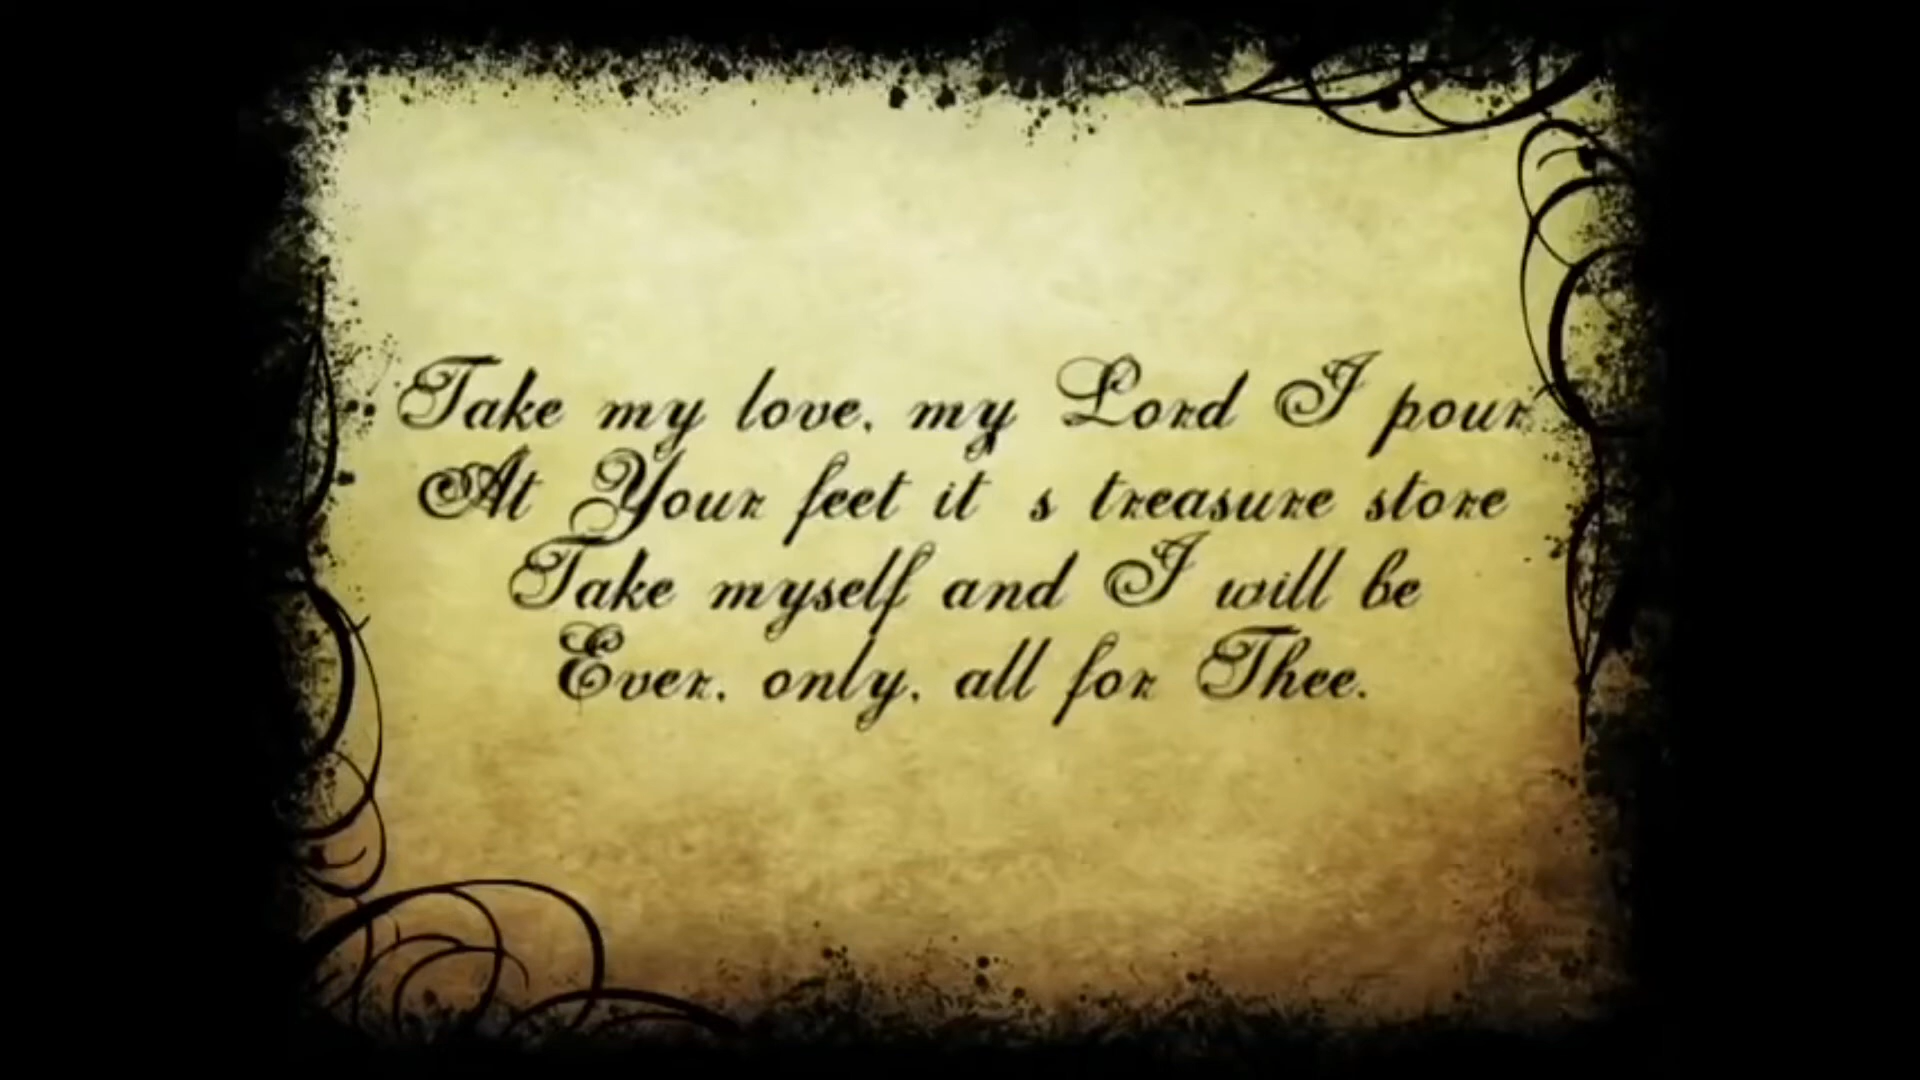 Take my love, my Lord I pour
At Your feet it s treasure store
Take myself and I will be
Ever, only, all for Thee.